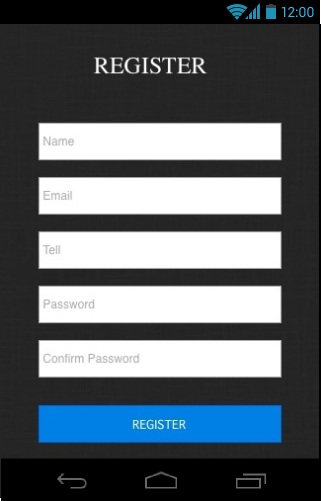 12:00
REGISTER
Name
Email
Tell
Password
Confirm Password
REGISTER